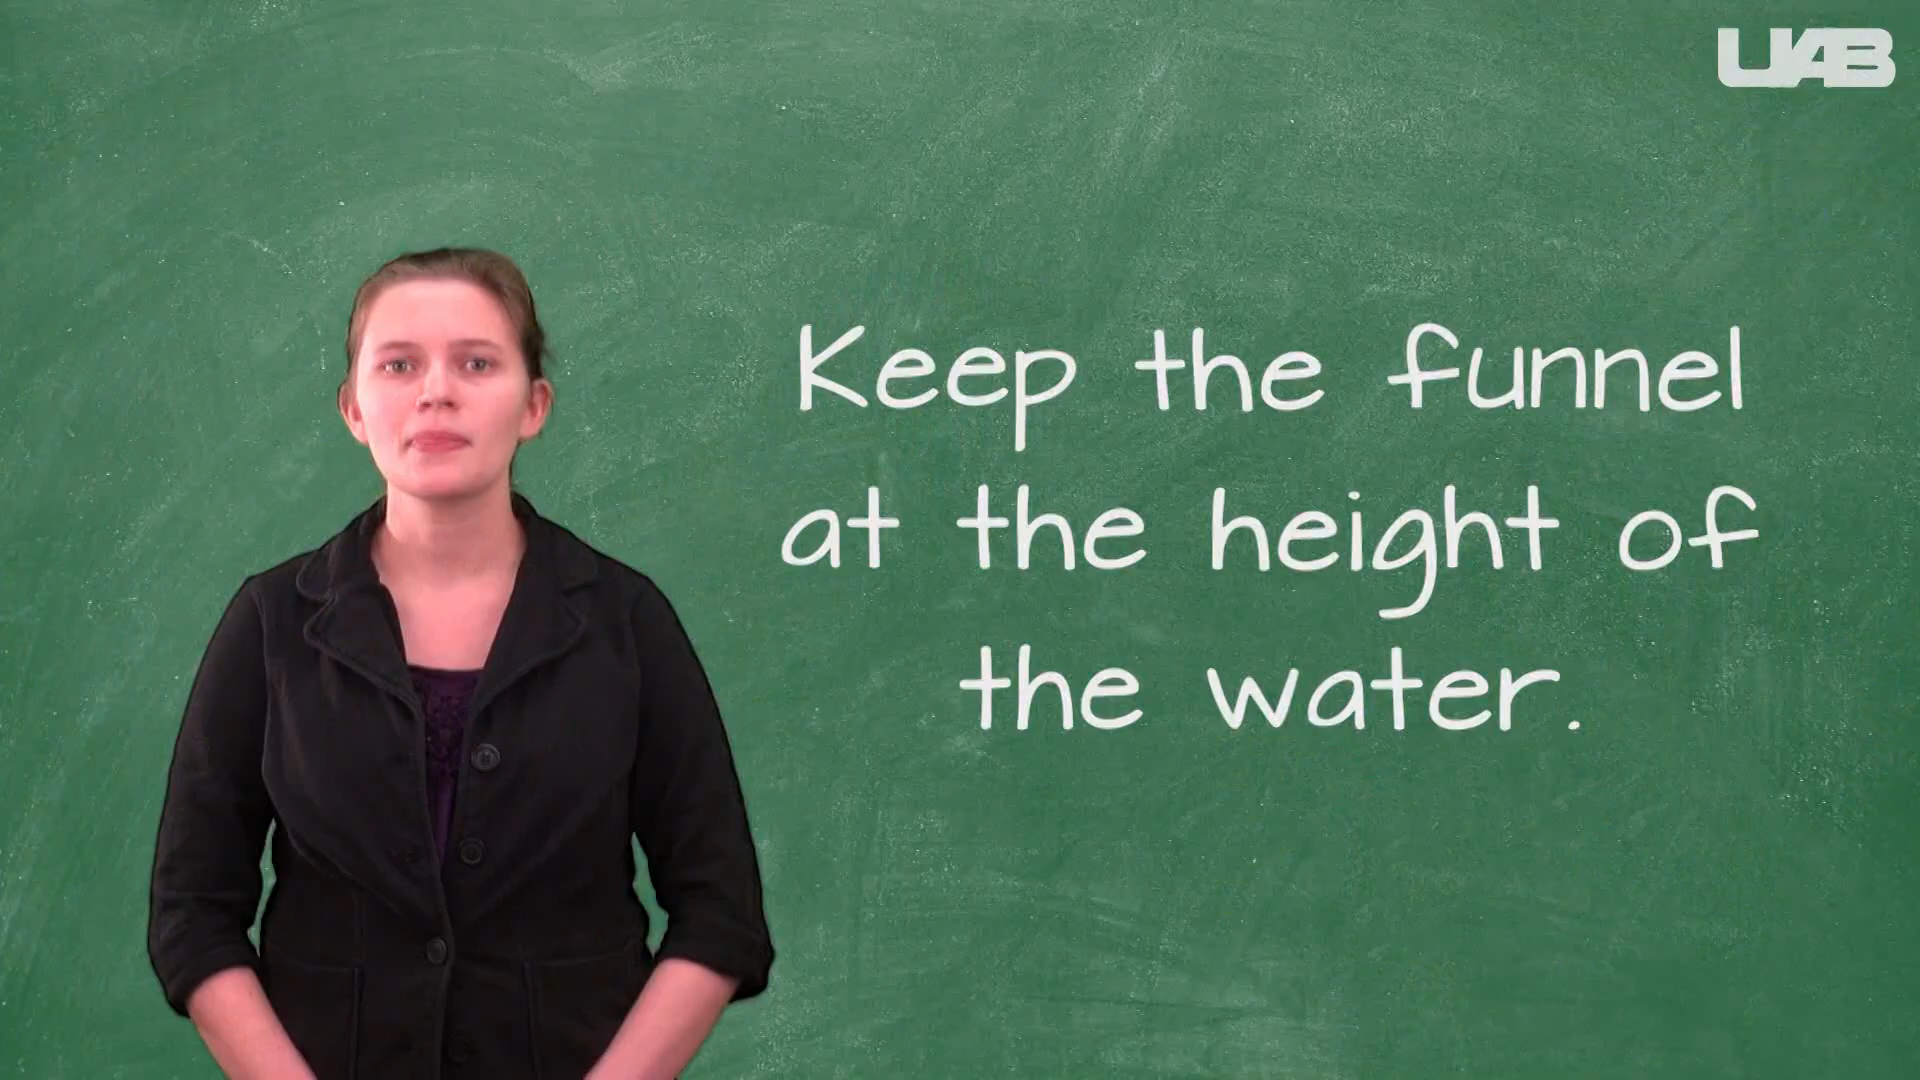 UAB
Keep the funnel
at the height of
the water.